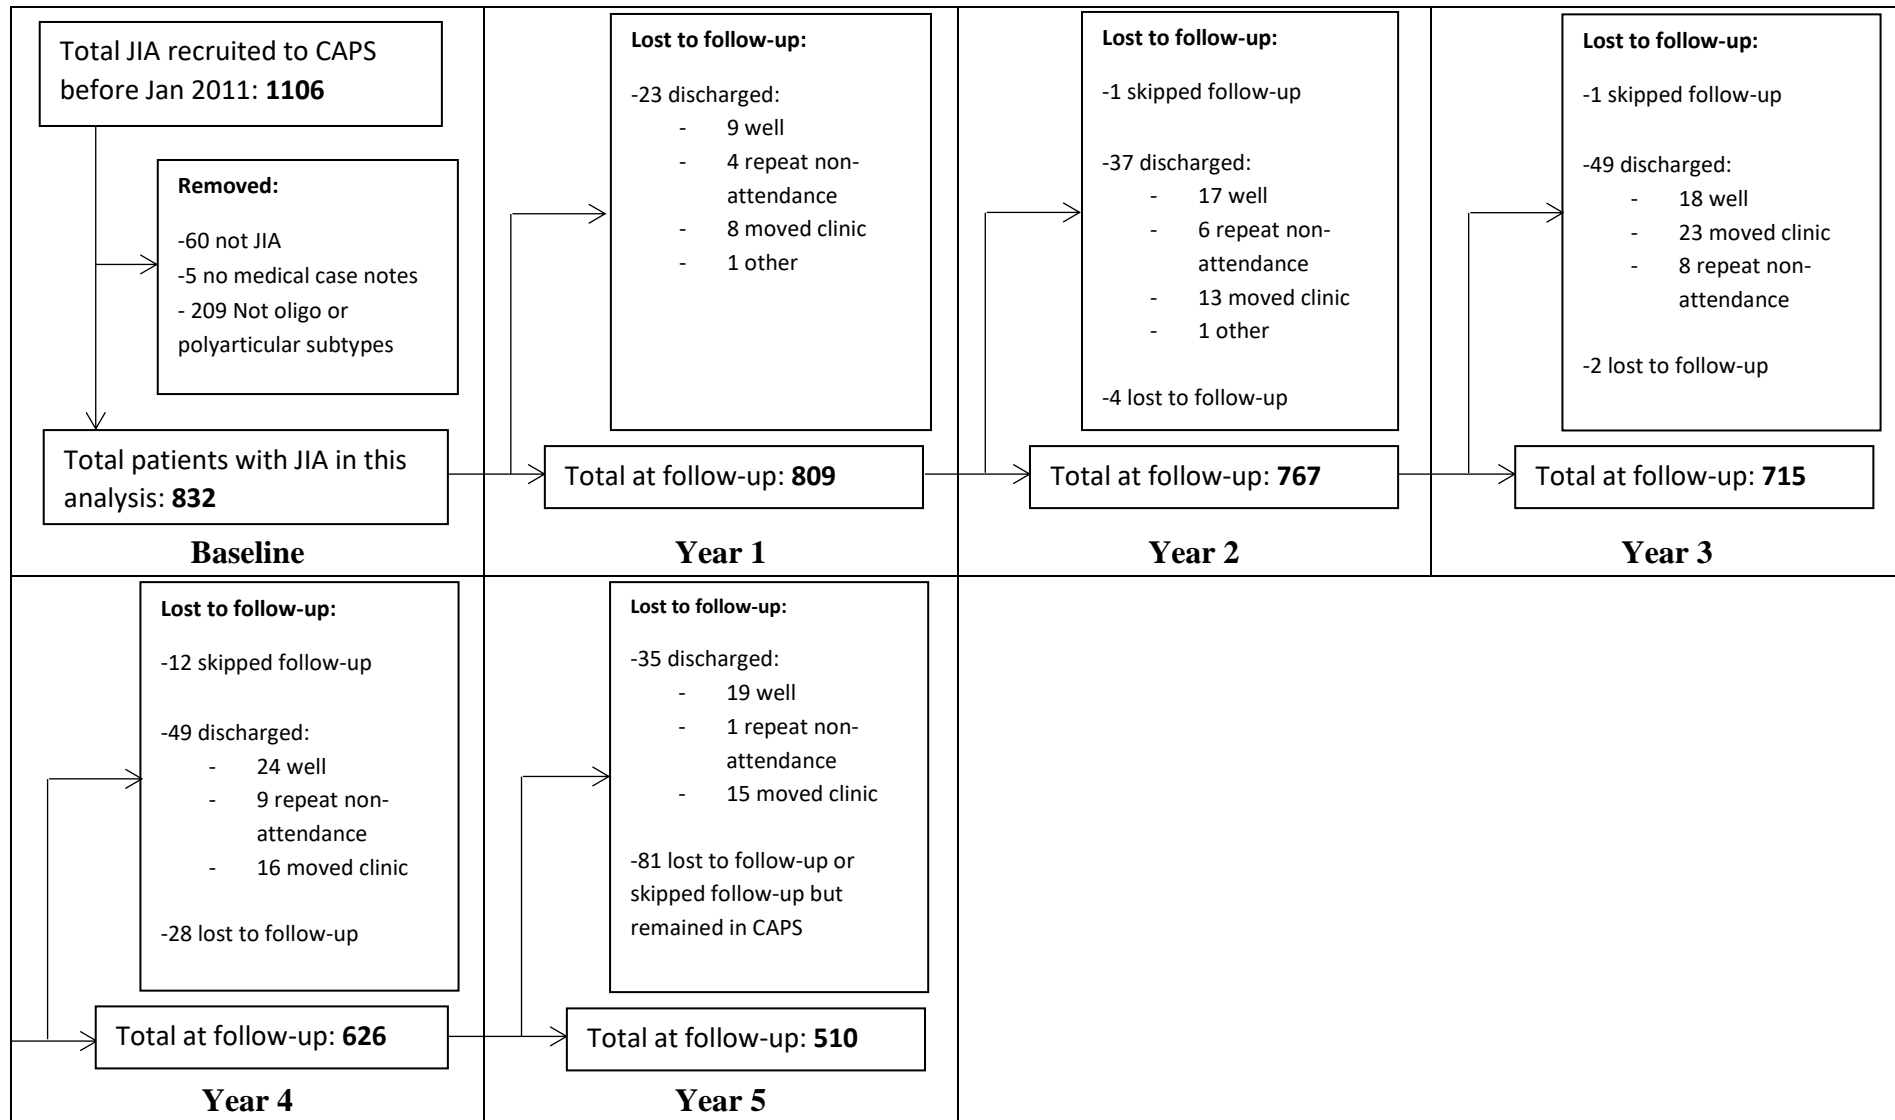 Total JIA recruited to CAPS
before Jan 2011: 1106
Removed:
-60 not JIA
-5 no medical case notes
- 209 Not oligo or
polyarticular subtypes
Total patients with JIA in this
analysis: 832
Baseline
Lost to follow-up:
-23 discharged:
- 9 well
- 4 repeat non-
attendance
- 8 moved clinic
- 1 other
Total at follow-up: 809
Year 1
Lost to follow-up:
-1 skipped follow-up
-37 discharged:
- 17 well
- 6 repeat non-
attendance
- 13 moved clinic
- 1 other
-4 lost to follow-up
Total at follow-up: 767
Year 2
Lost to follow-up:
-1 skipped follow-up
-49 discharged:
- 18 well
- 23 moved clinic
- 8 repeat non-
attendance
-2 lost to follow-up
Total at follow-up: 715
Year 3
Lost to follow-up:
-12 skipped follow-up
-49 discharged:
- 24 well
- 9 repeat non-
attendance
- 16 moved clinic
-28 lost to follow-up
Total at follow-up: 626
Year 4
Lost to follow-up:
-35 discharged:
- 19 well
- 1 repeat non-
attendance
- 15 moved clinic
-81 lost to follow-up or
skipped follow-up but
remained in CAPS
Total at follow-up: 510
Year 5